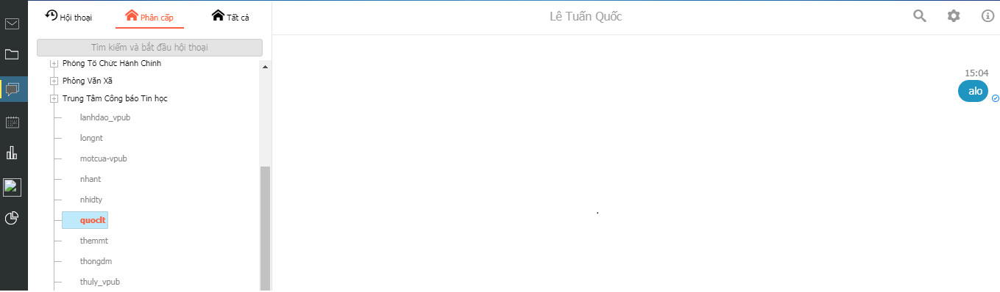 Hội thoại
Phân cấp
Tất cả
Lê Tuấn Quốc
Tìm kiếm và bắt đầu hội thoại
Phòng Tổ Chức Hành Chính
Phòng Văn Xã
Trung Tâm Công báo Tin học
lanhdao_vpub
longnt
motcua-vpub
nhant
nhidty
quoclt
themmt
thongdm
thuly_vpub
15:04
alo
.